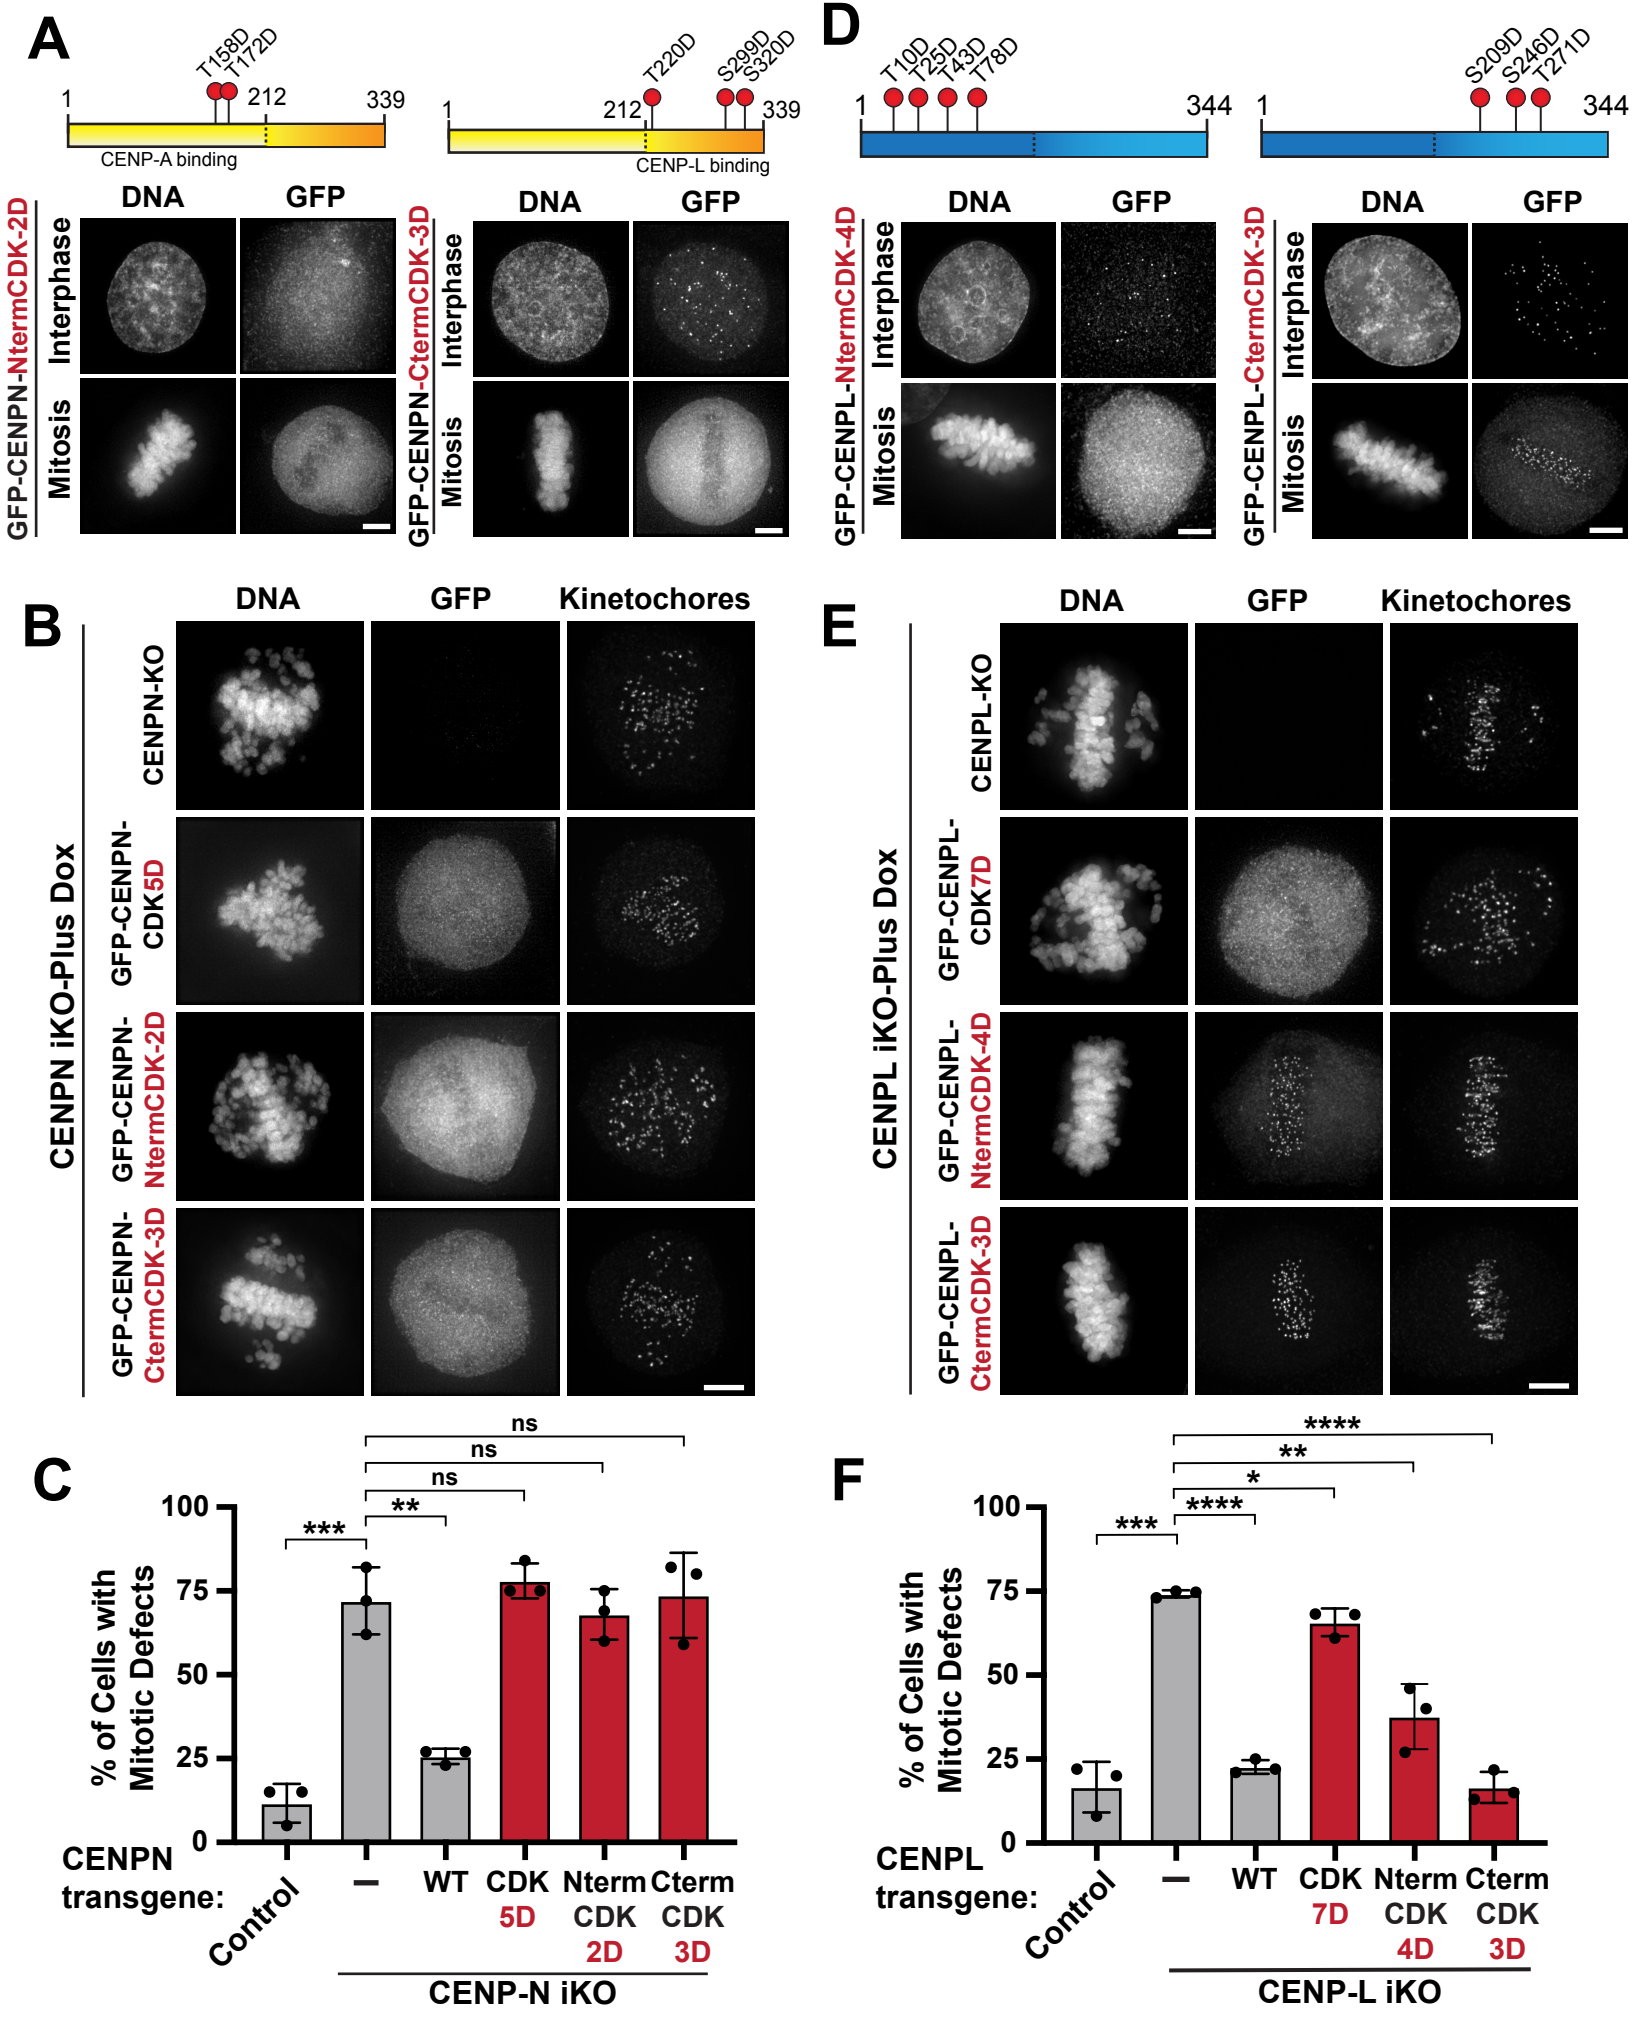 A
T158D
T172D
1
212
339
CENP-A binding
T220D
S299D
S320D
1
212
339
CENP-L binding
DNA
GFP
DNA
GFP
GFP-CENPN-NtermCDK-2D
Interphase
Mitosis
GFP-CENPN-CtermCDK-3D
Interphase
Mitosis
D
T10D
T25D
T43D
T78D
1
344
S209D
S246D
T271D
1
344
DNA
GFP
DNA
GFP
GFP-CENPL-NtermCDK-4D
Interphase
Mitosis
GFP-CENPL-CtermCDK-3D
Interphase
Mitosis
B
DNA
GFP
Kinetochores
CENPN iKO-Plus Dox
CENPN-KO
GFP-CENPN-
CDK5D
GFP-CENPN-
NtermCDK-2D
GFP-CENPN-
CtermCDK-3D
E
DNA
GFP
Kinetochores
CENPL iKO-Plus Dox
CENPL-KO
GFP-CENPL-
CDK7D
GFP-CENPL-
NtermCDK-4D
GFP-CENPL-
CtermCDK-3D
C
ns
ns
ns
**
***
% of Cells with
Mitotic Defects
100
75
50
25
0
CENPN
transgene:
Control
–
WT
CDK
5D
Nterm
CDK
2D
Cterm
CDK
3D
CENP-N iKO
F
****
**
*
****
***
% of Cells with
Mitotic Defects
100
75
50
25
0
CENPL
transgene:
Control
–
WT
CDK
7D
Nterm
CDK
4D
Cterm
CDK
3D
CENP-L iKO